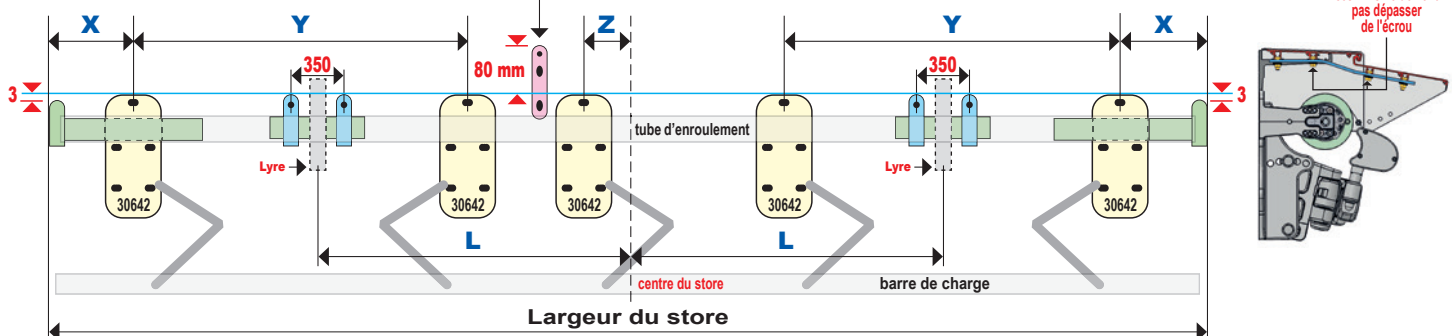 pas dépasser
de l'écrou
X
Y
Z
Y
X
80 mm
350
350
3
3
tube d'enroulement
Lyre
Lyre
30642
30642
30642
30642
30642
L
L
centre du store
barre de charge
Largeur du store